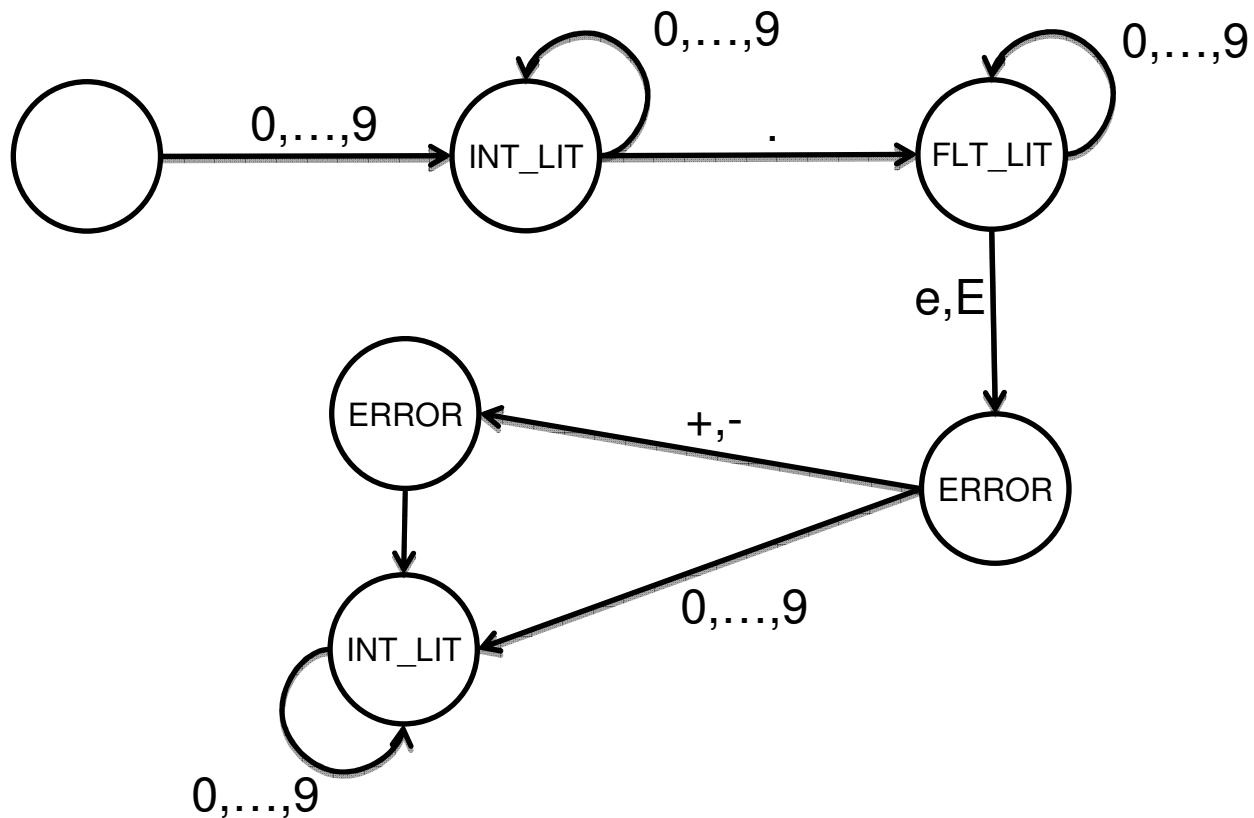 0,...,9
0,...,9
0,...,9
.
INT_LIT
FLT_LIT
e,E
ERROR
+,-
ERROR
0,...,9
INT_LIT
0,...,9